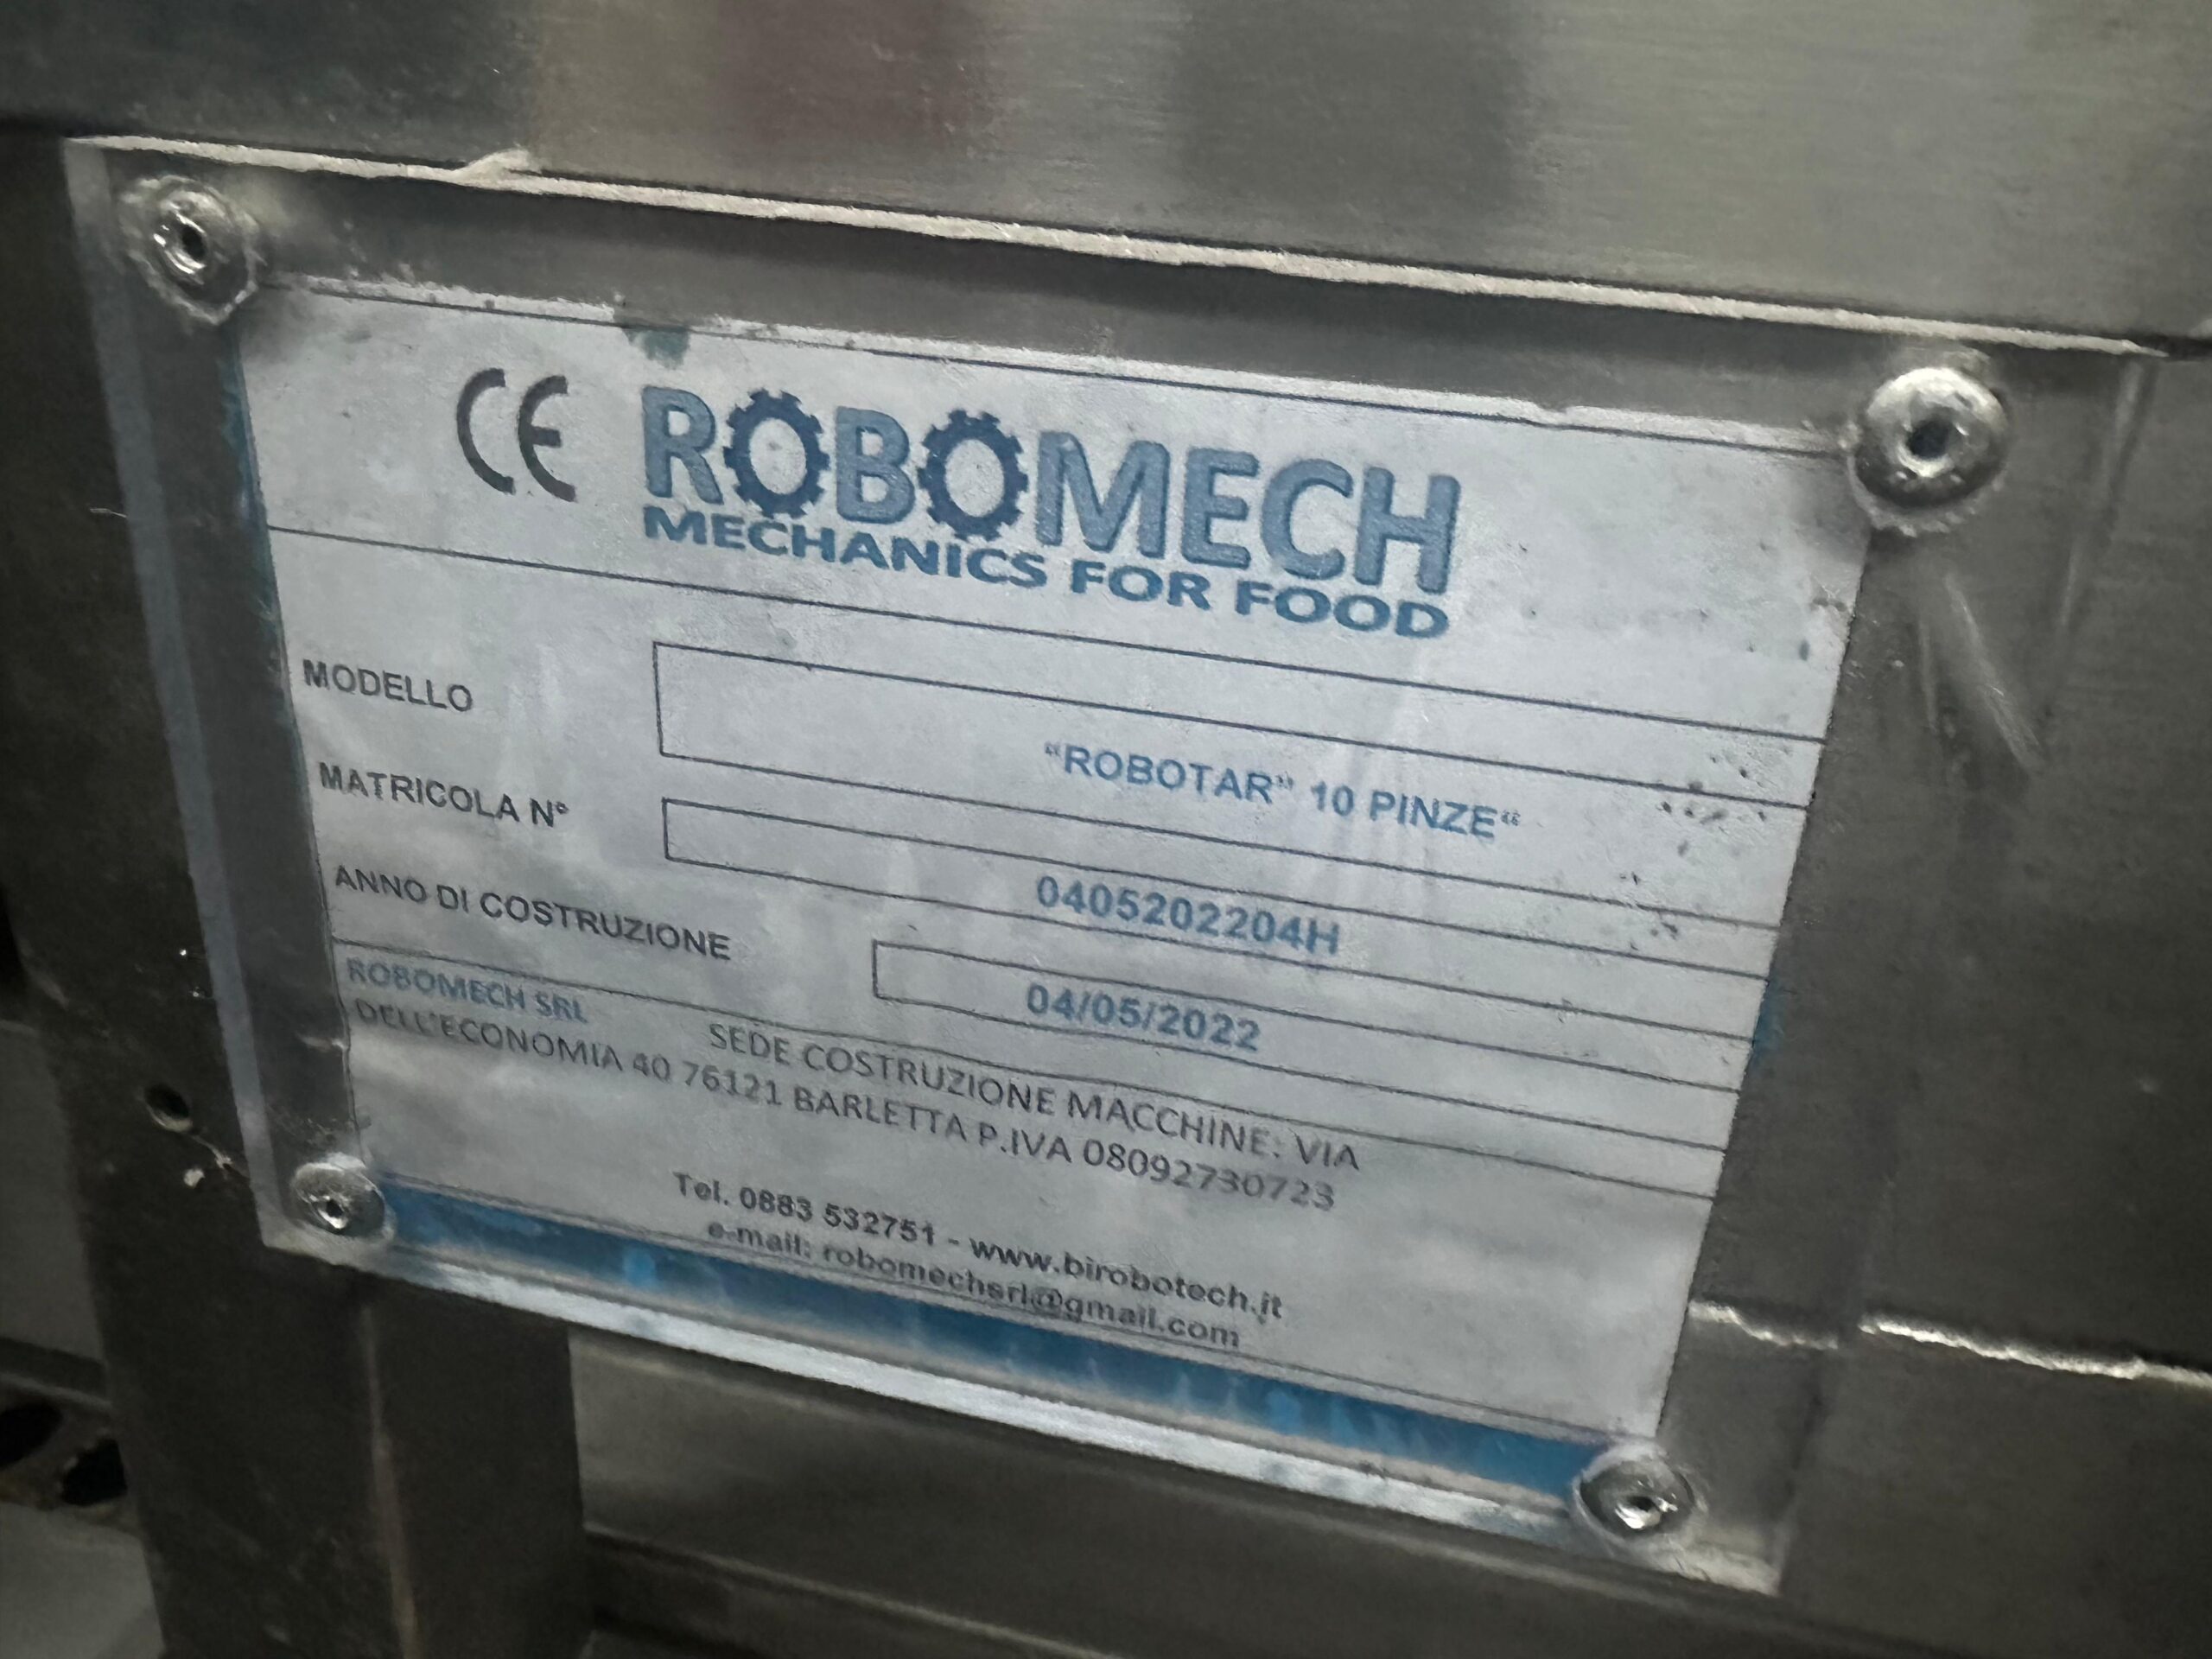 CE ROBOMECH
MECHANICS FOR FOOD
MODELLO
“ROBOTAR” 10 PINZE“
MATRICOLA N°
0405202204H
ANNO DI COSTRUZIONE
04/05/2022
ROBOMECH SRL
SEDE COSTRUZIONE MACCHINE: VIA
DELL'ECONOMIA 40 76121 BARLETTA P.IVA 08092730723
Tel. 0883 532751 - www.birobotech.it
e-mail: robomechsrl@gmail.com